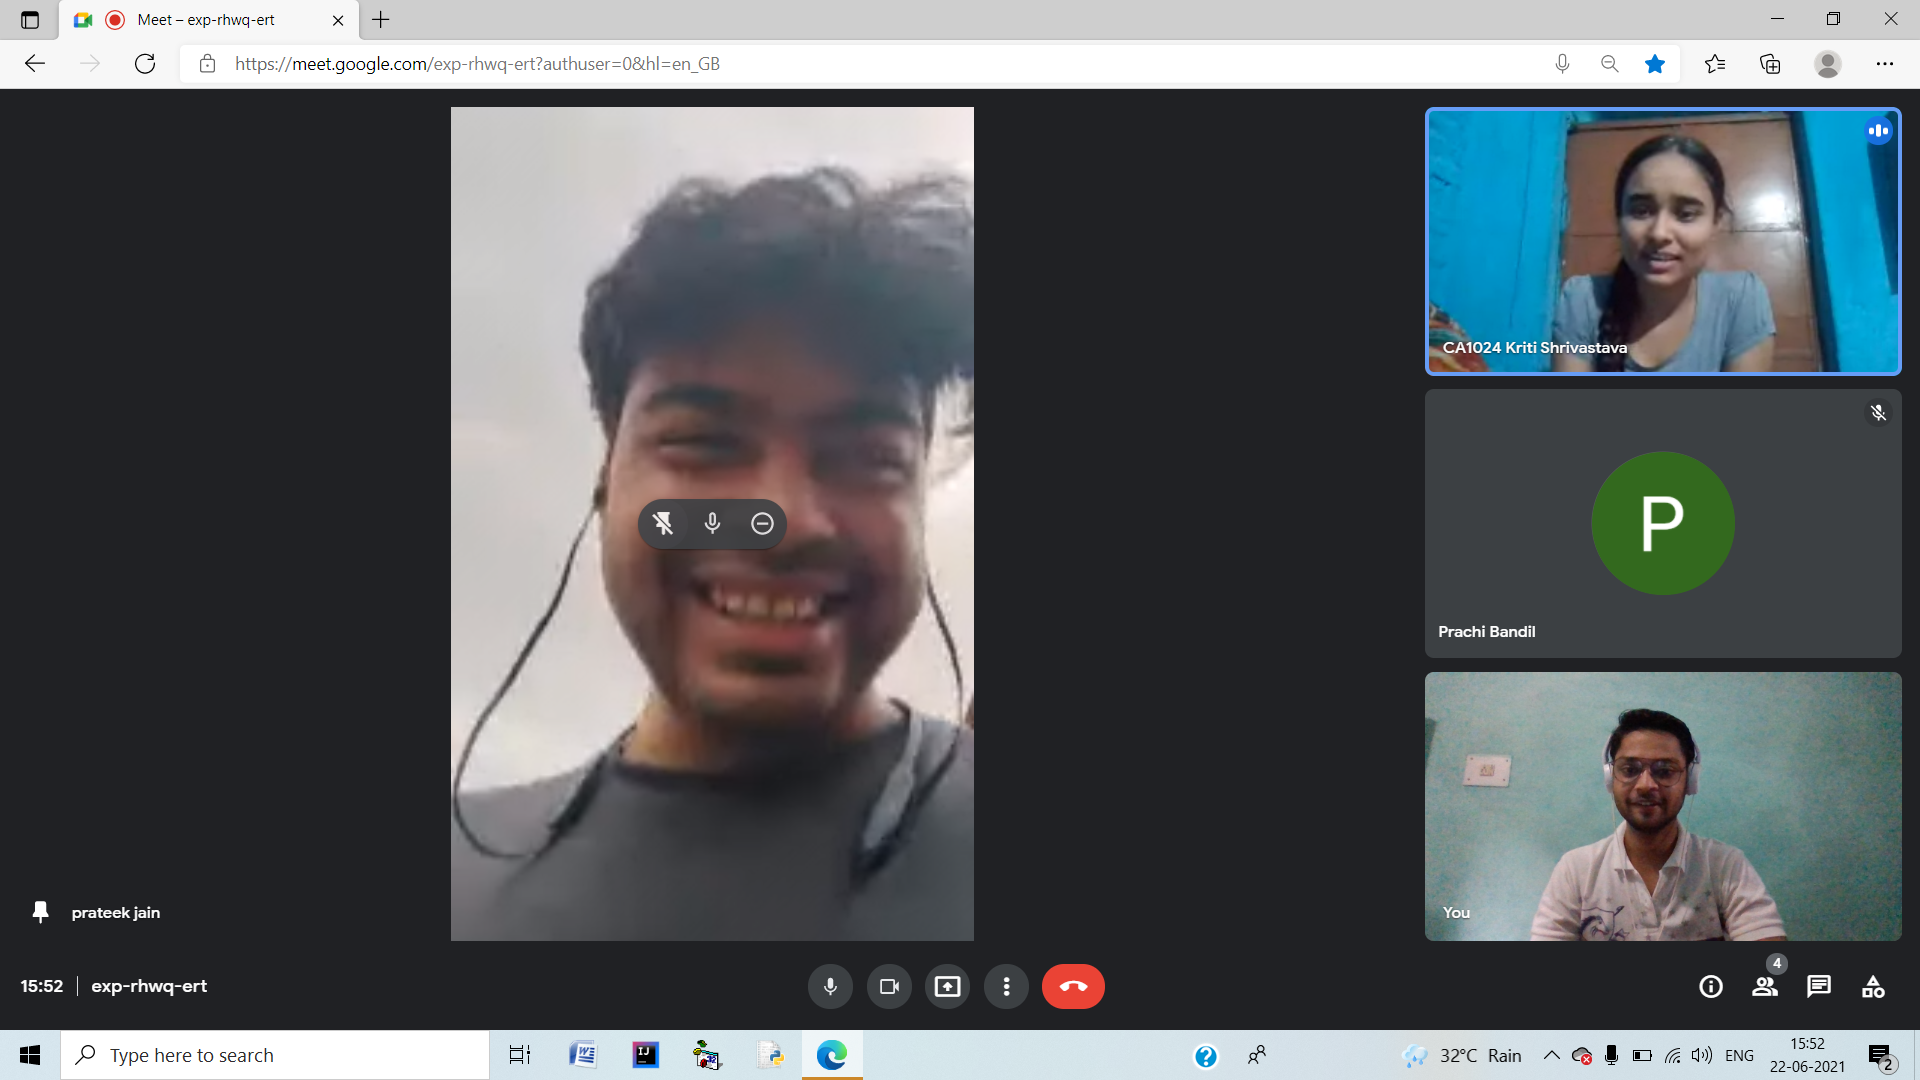 Meet – exp-rhwq-ert
https://meet.google.com/exp-rhwq-ert?authuser=0&hl=en_GB
CA1024 Kriti Shrivastava
P
Prachi Bandil
prateek jain
You
15:52 | exp-rhwq-ert
4
Type here to search
W
IJ
32°C Rain
ENG
15:52
22-06-2021
2